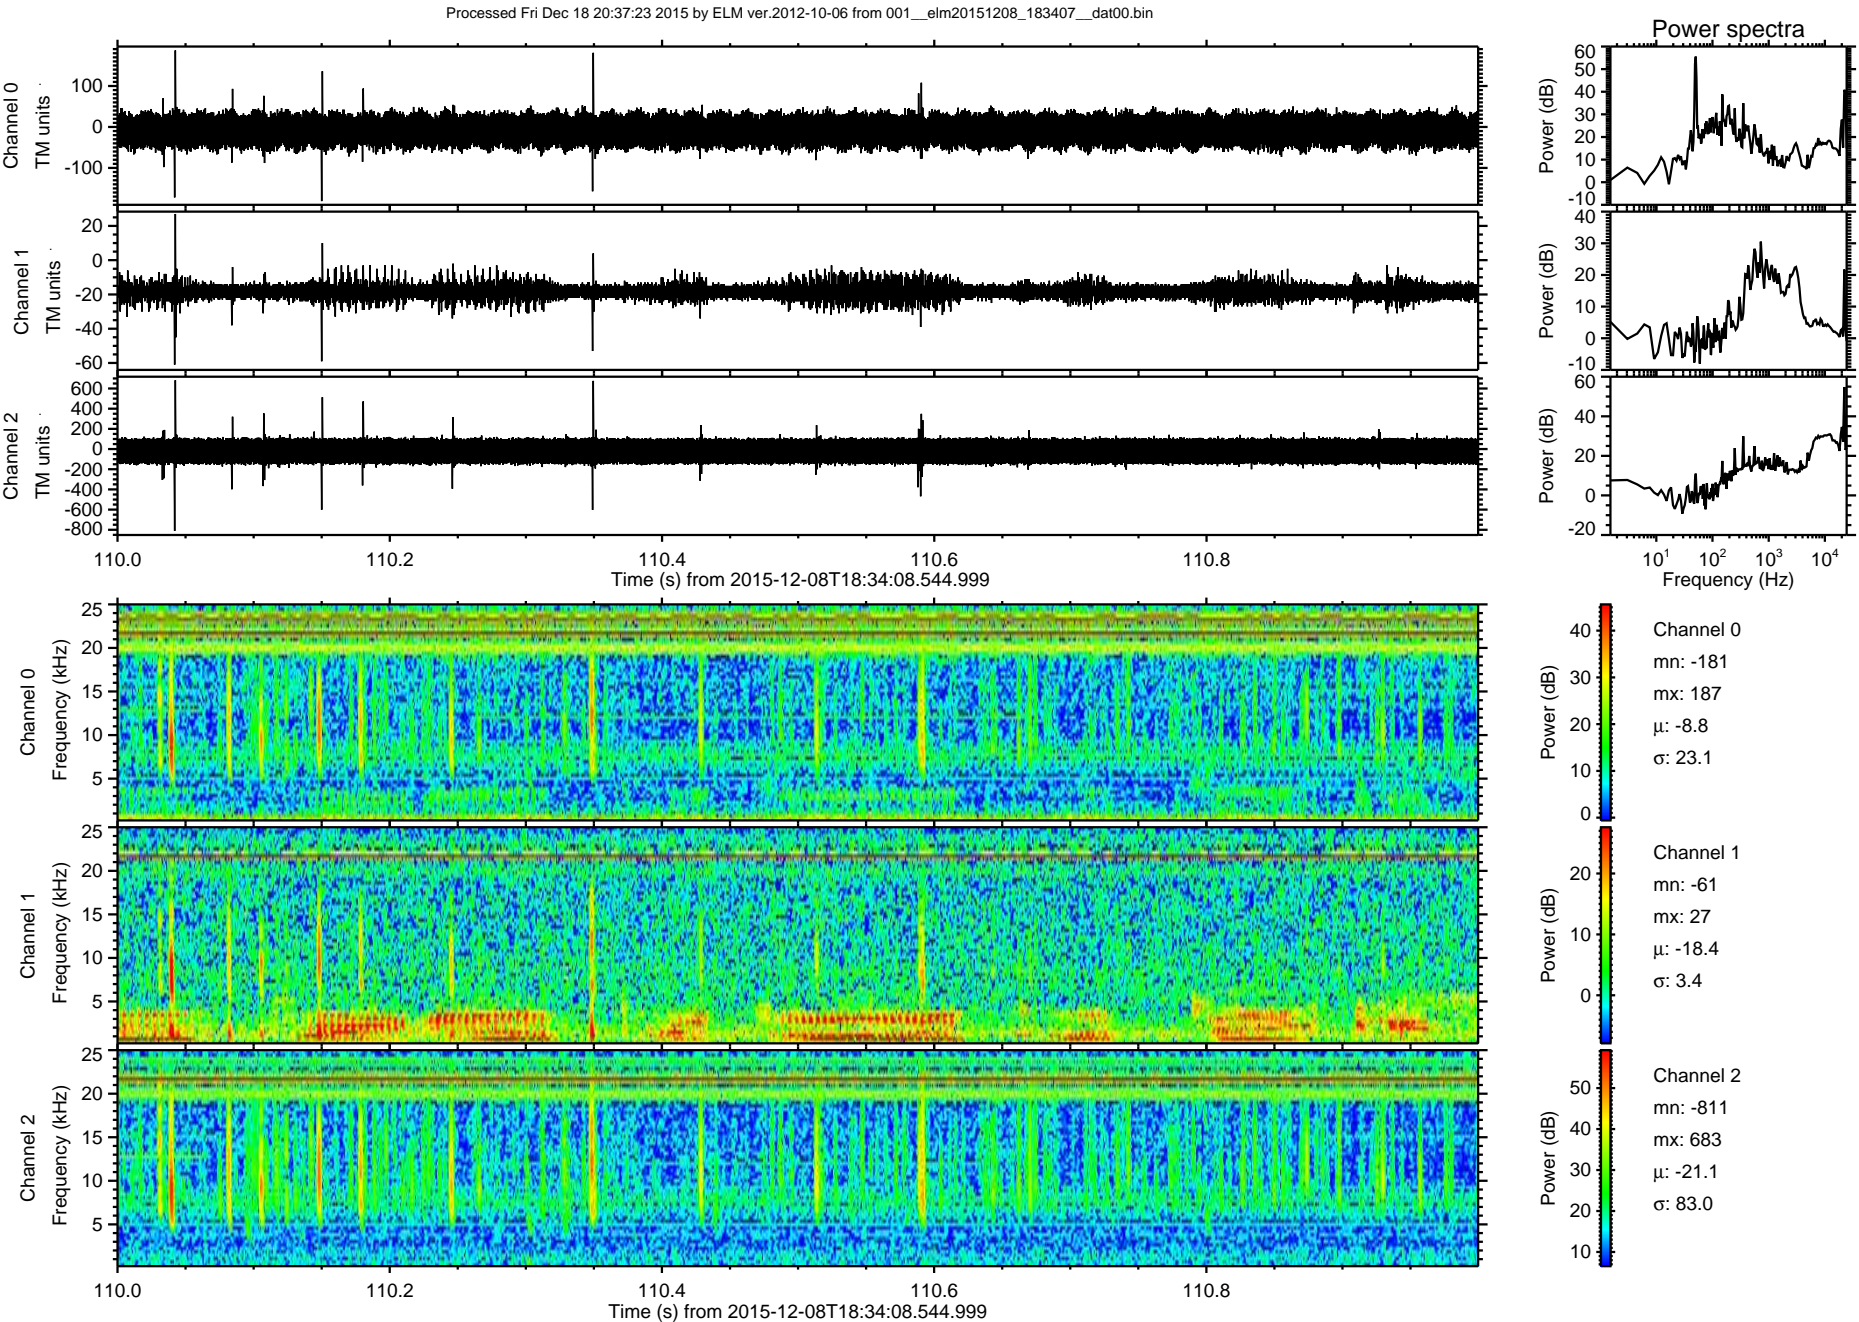 Processed Fri Dec 18 20:37:23 2015 by ELM ver.2012-10-06 from 001__elm20151208_183407__dat00.bin
Power spectra
Channel 0
TM units
100
0
-100
Power (dB)
60
50
40
30
20
10
0
-10
Channel 1
TM units
20
0
-20
-40
-60
Power (dB)
40
30
20
10
0
-10
Channel 2
TM units
600
400
200
0
-200
-400
-600
-800
Power (dB)
60
40
20
0
-20
110.0 110.2 110.4 110.6 110.8
Time (s) from 2015-12-08T18:34:08.544.999
10^1 10^2 10^3 10^4
Frequency (Hz)
Channel 0
Frequency (kHz)
25
20
15
10
5
Power (dB)
40
30
20
10
0
Channel 0
mn: -181
mx: 187
μ: -8.8
σ: 23.1
Channel 1
Frequency (kHz)
25
20
15
10
5
Power (dB)
20
10
0
Channel 1
mn: -61
mx: 27
μ: -18.4
σ: 3.4
Channel 2
Frequency (kHz)
25
20
15
10
5
Power (dB)
50
40
30
20
10
Channel 2
mn: -811
mx: 683
μ: -21.1
σ: 83.0
110.0 110.2 110.4 110.6 110.8
Time (s) from 2015-12-08T18:34:08.544.999